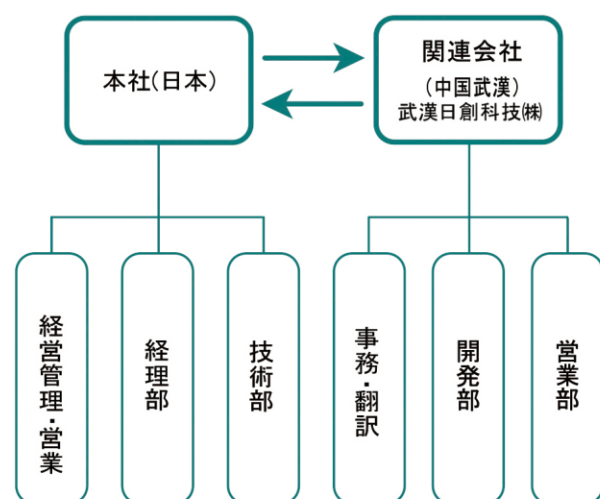 本社(日本)
関連会社
(中国武漢)
武漢日創科技㈱
経営管理・営業
経理部
技術部
事務・翻訳
開発部
営業部